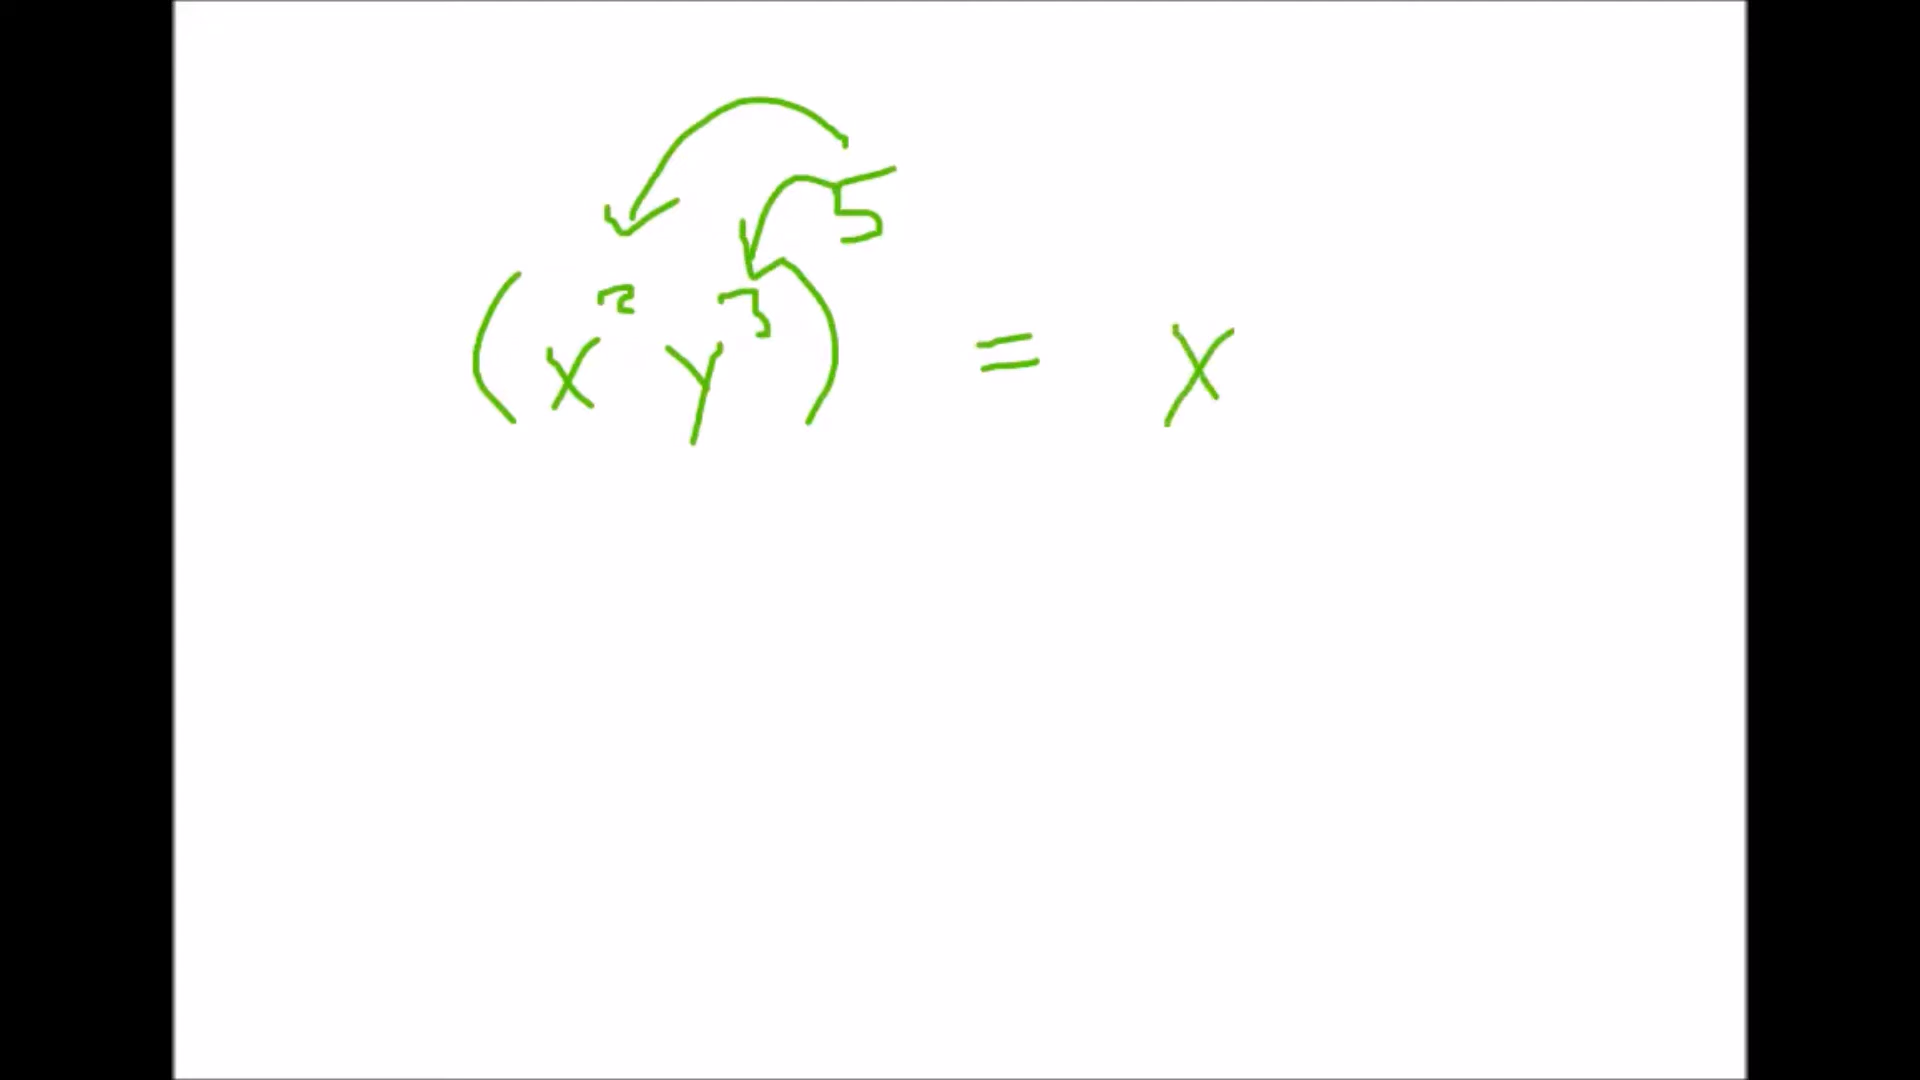 (x²y³)⁵ = x